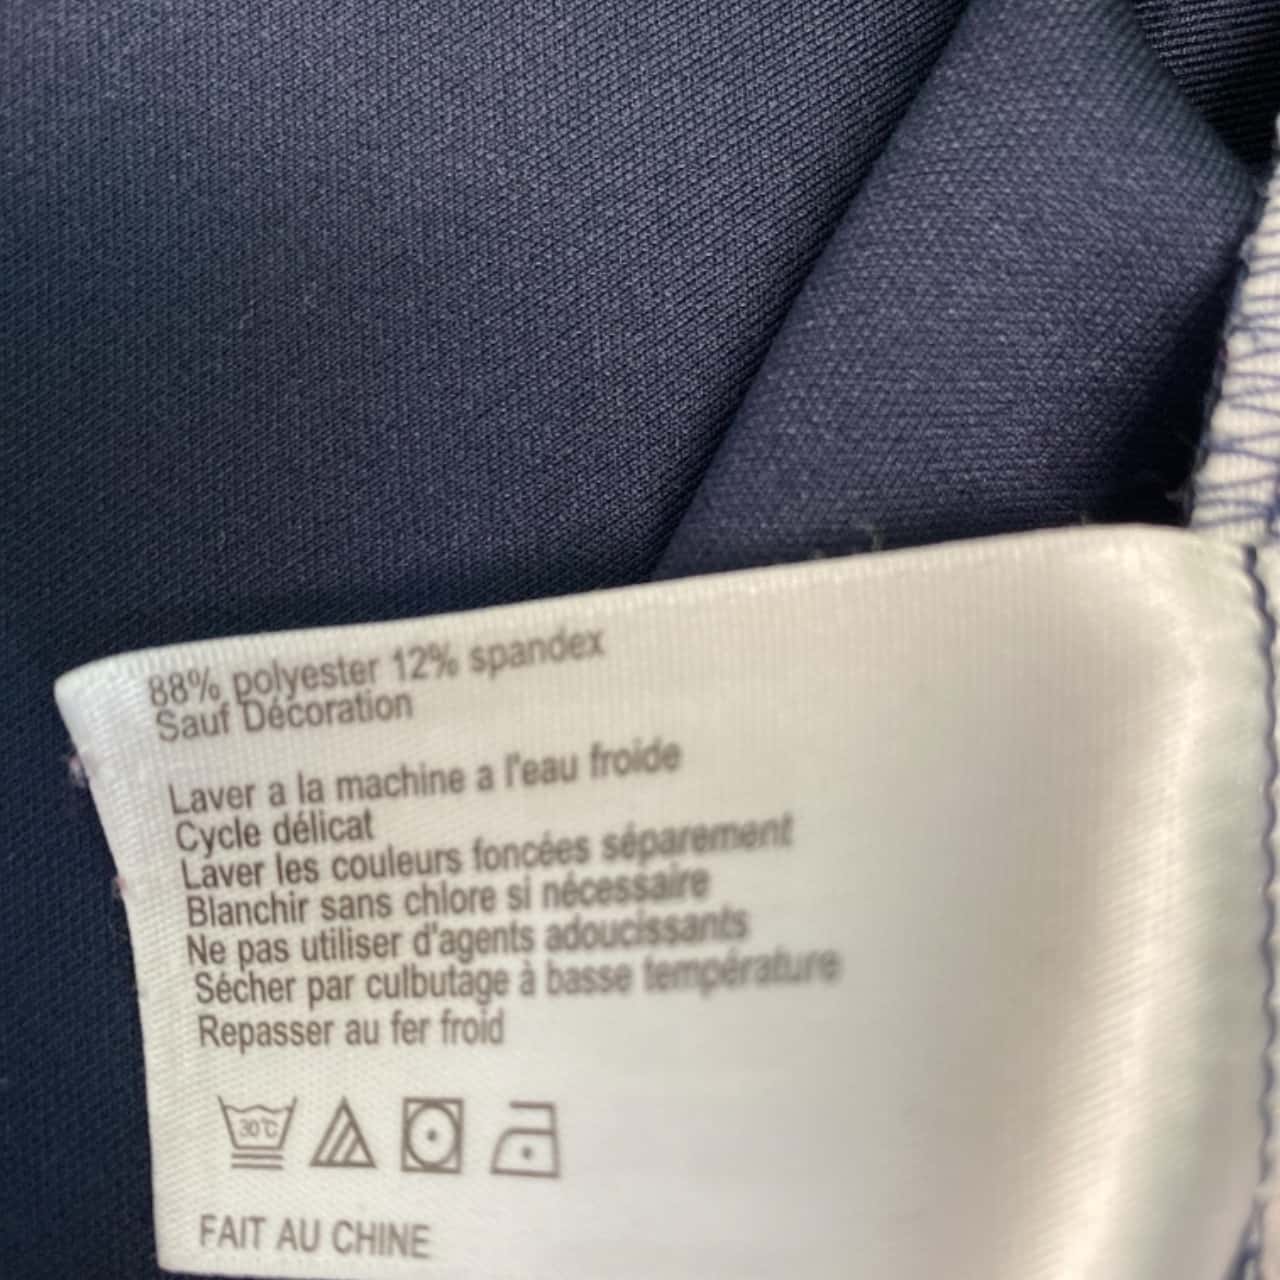 88% polyester 12% spandex
Sauf Décoration
Laver a la machine a l'eau froide
Cycle délicat
Laver les couleurs foncées séparement
Blanchir sans chlore si nécessaire
Ne pas utiliser d'agents adoucissants
Sécher par culbutage à basse température
Repasser au fer froid
30°C
FAIT AU CHINE